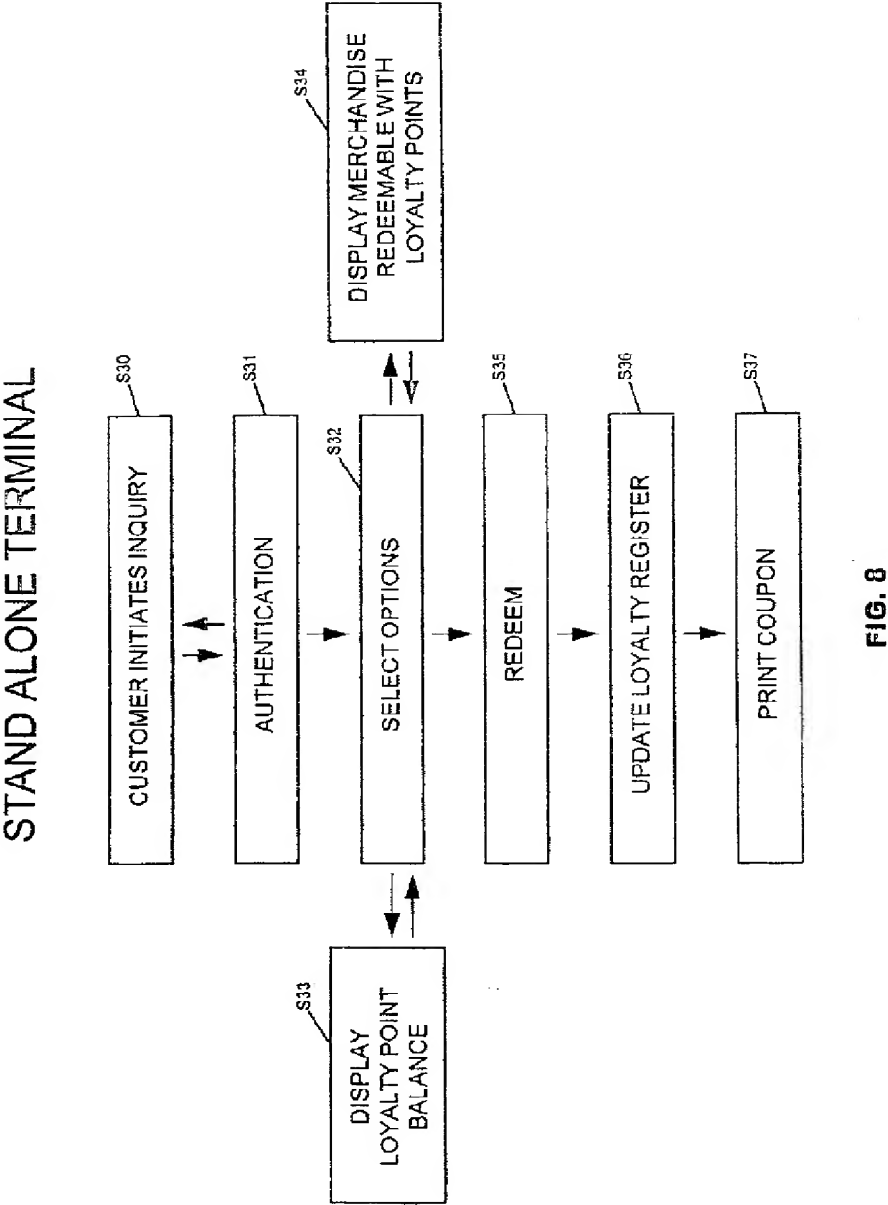 STAND ALONE TERMINAL
S30
CUSTOMER INITIATES INQUIRY
S31
AUTHENTICATION
S33
DISPLAY
LOYALTY POINT
BALANCE
S32
SELECT OPTIONS
S34
DISPLAY MERCHANDISE
REDEEMABLE WITH
LOYALTY POINTS
S35
REDEEM
S36
UPDATE LOYALTY REGISTER
S37
PRINT COUPON
FIG. 8